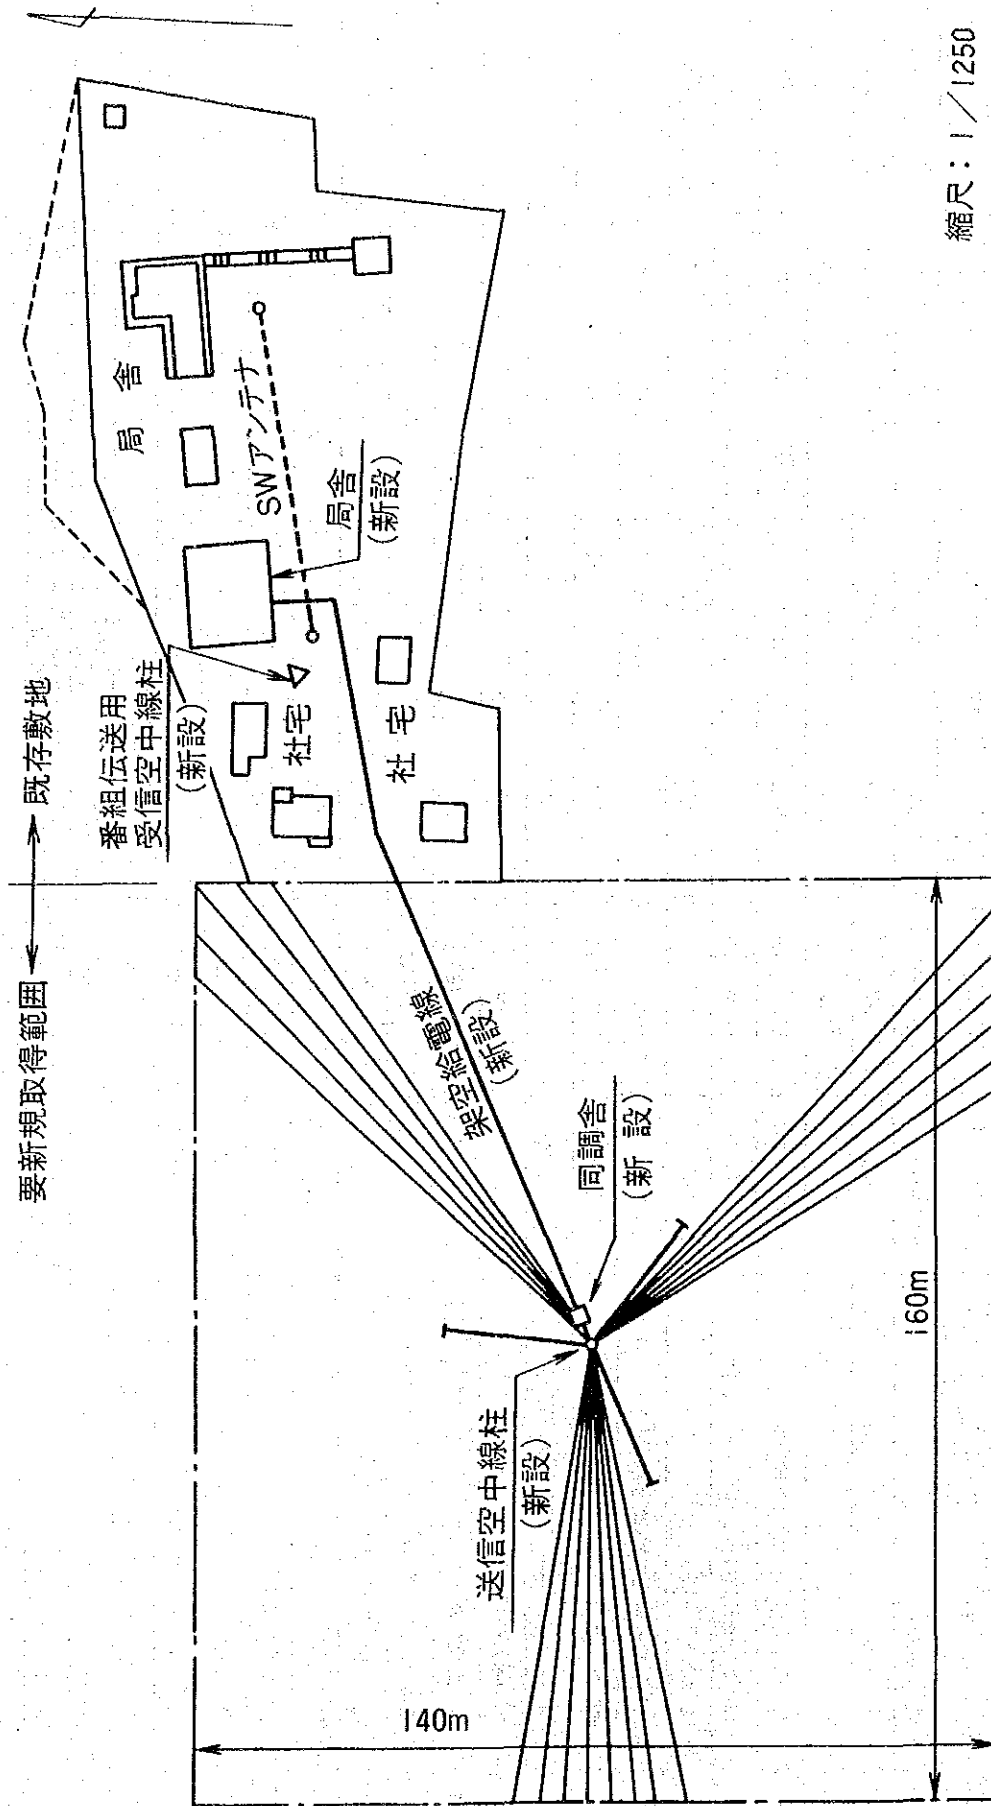 要新規取得範囲
既存敷地
番組伝送用
受信空中線柱
(新設)
局舎
SWアンテナ
局舎
(新設)
社宅
社宅
架空給電線
(新設)
同調舎
(新設)
送信空中線柱
(新設)
140m
160m
縮尺:1/1250